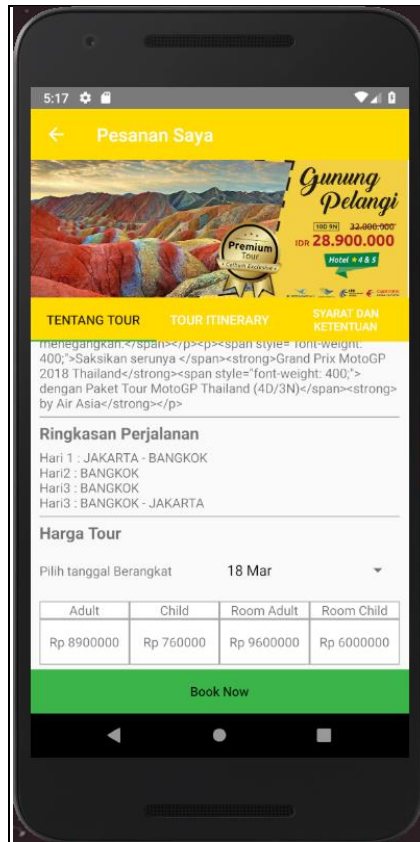 5:17
Pesanan Saya
Gunung
Pelangi
10D 9N 32.000.000
IDR 28.900.000
Hotel ★4 & 5
Premium
Tour
TENTANG TOUR
TOUR ITINERARY
SYARAT DAN
KETENTUAN
menegangkan.</span></p><p><span style="font-weight:
400;">Saksikan serunya </span><strong>Grand Prix MotoGP
2018 Thailand</strong><span style="font-weight: 400;">
dengan Paket Tour MotoGP Thailand (4D/3N)</span><strong>
by Air Asia</strong></p>
Ringkasan Perjalanan
Hari 1 : JAKARTA - BANGKOK
Hari2 : BANGKOK
Hari3 : BANGKOK
Hari3 : BANGKOK - JAKARTA
Harga Tour
Pilih tanggal Berangkat 18 Mar
Adult Child Room Adult Room Child
Rp 8900000 Rp 760000 Rp 9600000 Rp 6000000
Book Now